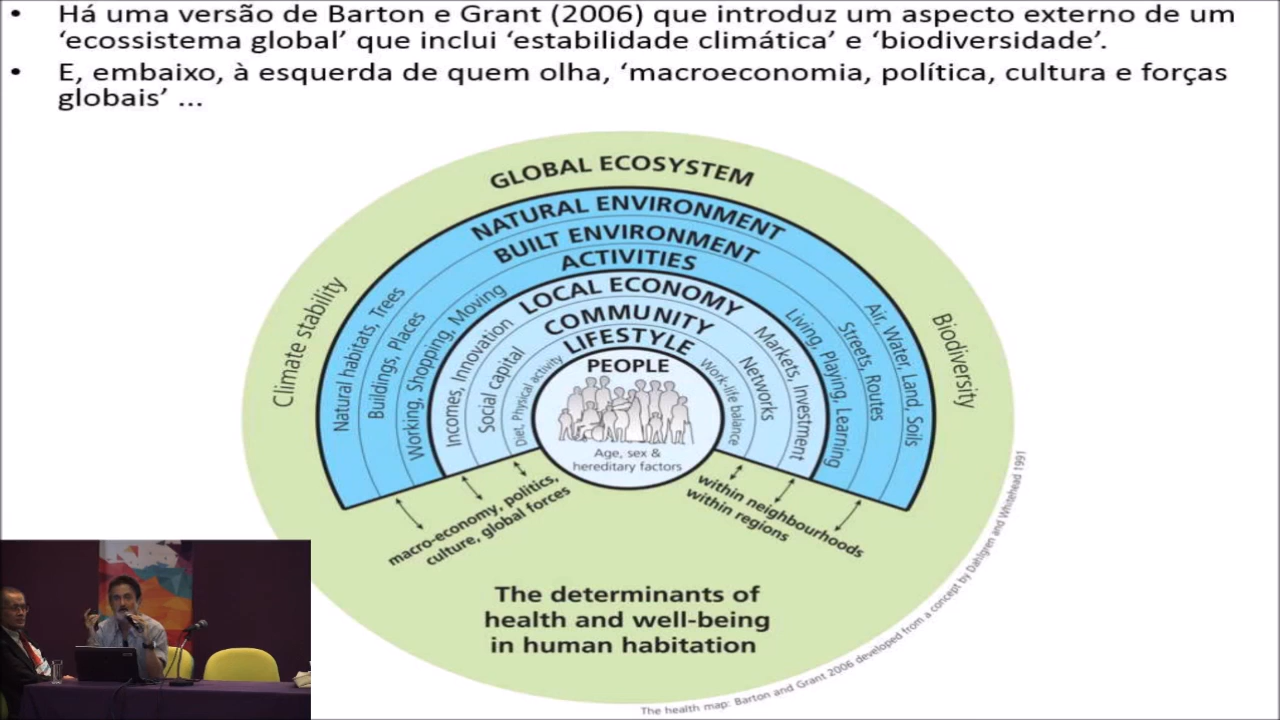 • Há uma versão de Barton e Grant (2006) que introduz um aspecto externo de um
‘ecossistema global’ que inclui ‘estabilidade climática’ e ‘biodiversidade’.
• E, embaixo, à esquerda de quem olha, ‘macroeconomia, política, cultura e forças
globais’ ...
GLOBAL ECOSYSTEM
NATURAL ENVIRONMENT
BUILT ENVIRONMENT
ACTIVITIES
LOCAL ECONOMY
COMMUNITY
LIFESTYLE
PEOPLE
Age, sex &
hereditary factors
Climate stability
Natural habitats, Trees
Buildings, Places
Working, Shopping, Moving
Incomes, Innovation
Social capital
Diet, Physical activity
Work-life balance
Networks
Markets, Investment
Living, Playing, Learning
Streets, Routes
Air, Water, Land, Soils
Biodiversity
macro-economy, politics,
culture, global forces
within neighbourhoods
within regions
The determinants of
health and well-being
in human habitation
The health map: Barton and Grant 2006 developed from a concept by Dahlgren and Whitehead 1991